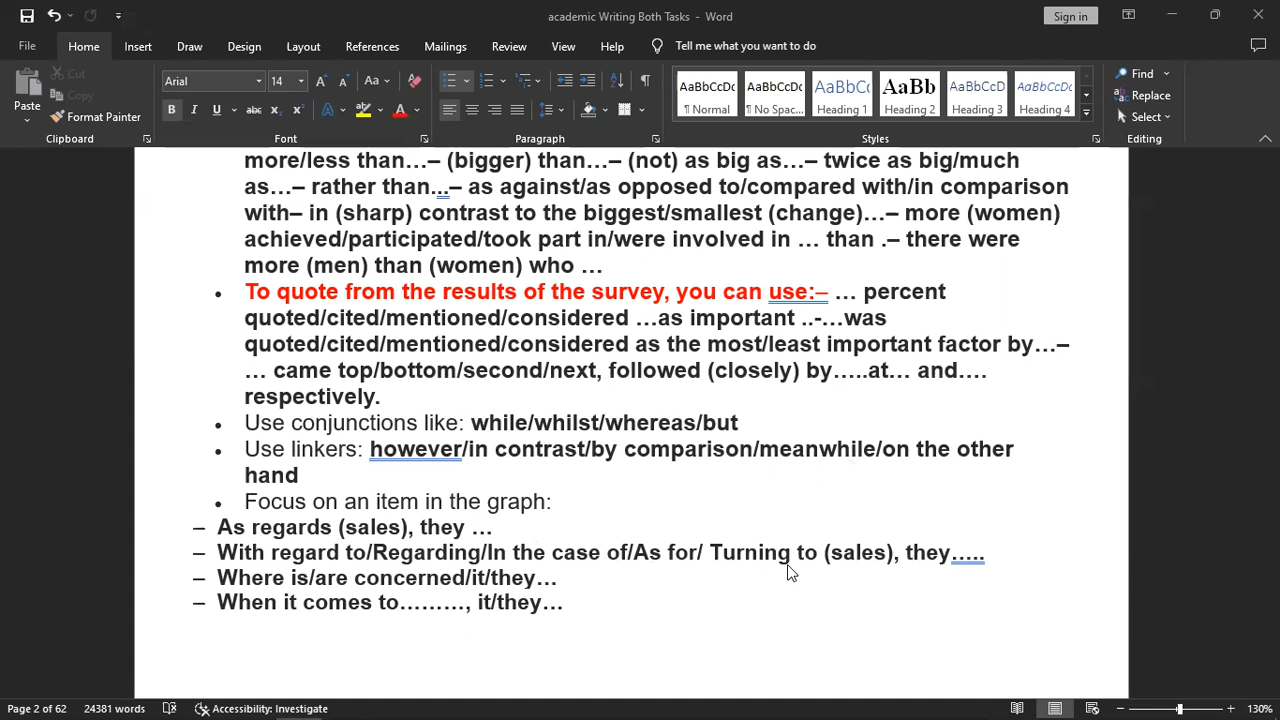 academic Writing Both Tasks - Word
Sign in
File Home Insert Draw Design Layout References Mailings Review View Help Tell me what you want to do
Paste
Cut
Copy
Format Painter
Clipboard
Arial 14
Font
Paragraph
AaBbCcDc AaBbCcDc AaBbCcI AaBb AaBbCcD AaBbCcDd
¶ Normal ¶ No Spac... Heading 1 Heading 2 Heading 3 Heading 4
Styles
Find
Replace
Select
Editing
more/less than…– (bigger) than…– (not) as big as…– twice as big/much
as…– rather than...– as against/as opposed to/compared with/in comparison
with– in (sharp) contrast to the biggest/smallest (change)…– more (women)
achieved/participated/took part in/were involved in … than .– there were
more (men) than (women) who …
• To quote from the results of the survey, you can use:– … percent
quoted/cited/mentioned/considered …as important ..-…was
quoted/cited/mentioned/considered as the most/least important factor by…–
… came top/bottom/second/next, followed (closely) by…..at… and….
respectively.
• Use conjunctions like: while/whilst/whereas/but
• Use linkers: however/in contrast/by comparison/meanwhile/on the other
hand
• Focus on an item in the graph:
– As regards (sales), they …
– With regard to/Regarding/In the case of/As for/ Turning to (sales), they…..
– Where is/are concerned/it/they…
– When it comes to………, it/they…
Page 2 of 62 24381 words Accessibility: Investigate 130%